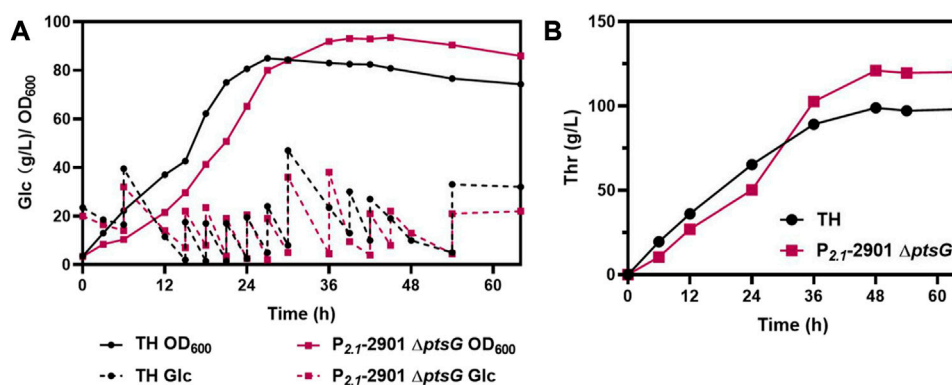 A
Glc (g/L)/ OD600
100
80
60
40
20
0
0 12 24 36 48 60
Time (h)
TH OD600
P2.1-2901 ΔptsG OD600
TH Glc
P2.1-2901 ΔptsG Glc
B
Thr (g/L)
150
100
50
0
TH
P2.1-2901 ΔptsG
0 12 24 36 48 60
Time (h)